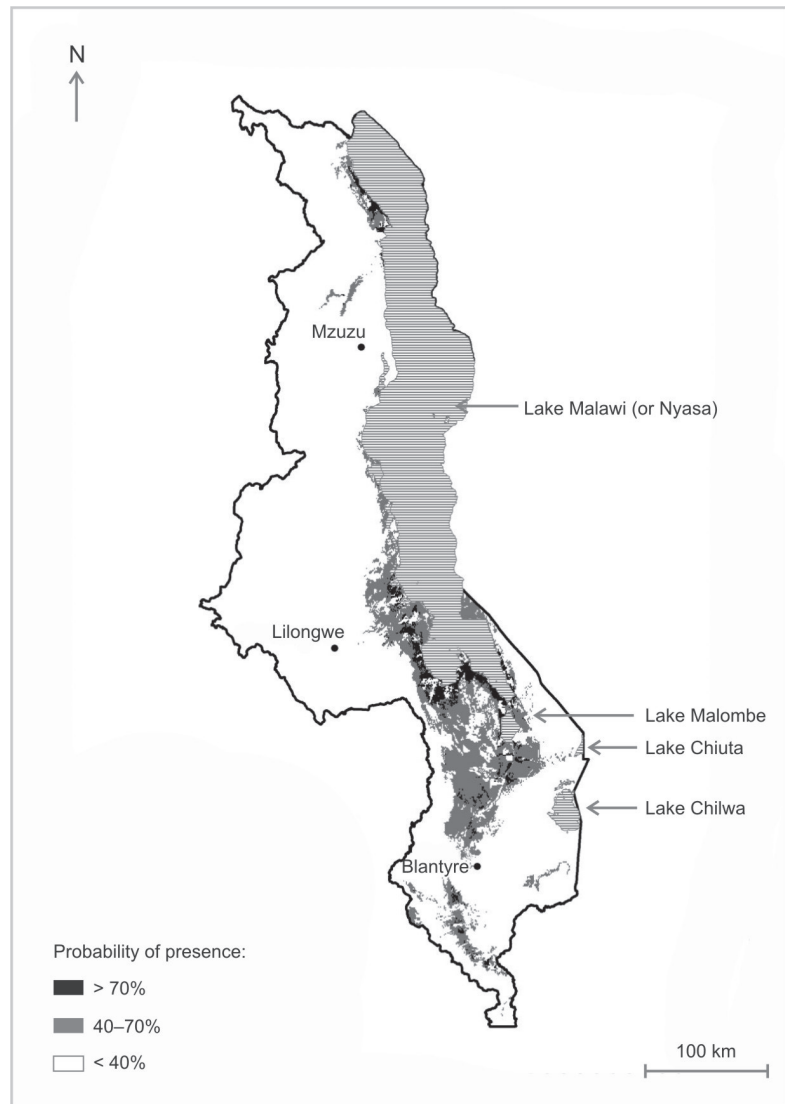 N
Mzuzu
Lake Malawi (or Nyasa)
Lilongwe
Lake Malombe
Lake Chiuta
Lake Chilwa
Blantyre
Probability of presence:
> 70%
40–70%
< 40%
100 km